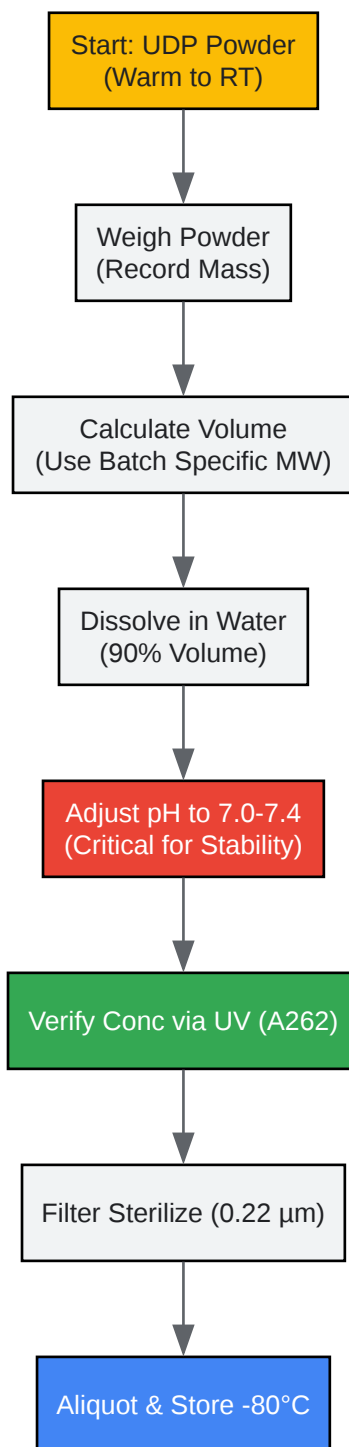 Start: UDP Powder
(Warm to RT)
Weigh Powder
(Record Mass)
Calculate Volume
(Use Batch Specific MW)
Dissolve in Water
(90% Volume)
Adjust pH to 7.0-7.4
(Critical for Stability)
Verify Conc via UV (A262)
Filter Sterilize (0.22 µm)
Aliquot & Store -80°C